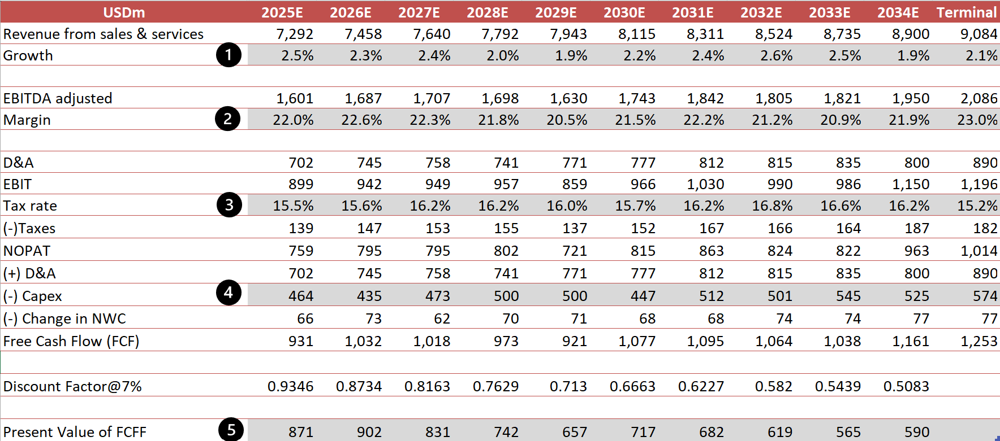 USDm 2025E 2026E 2027E 2028E 2029E 2030E 2031E 2032E 2033E 2034E Terminal
Revenue from sales & services 7,292 7,458 7,640 7,792 7,943 8,115 8,311 8,524 8,735 8,900 9,084
Growth 1 2.5% 2.3% 2.4% 2.0% 1.9% 2.2% 2.4% 2.6% 2.5% 1.9% 2.1%
EBITDA adjusted 1,601 1,687 1,707 1,698 1,630 1,743 1,842 1,805 1,821 1,950 2,086
Margin 2 22.0% 22.6% 22.3% 21.8% 20.5% 21.5% 22.2% 21.2% 20.9% 21.9% 23.0%
D&A 702 745 758 741 771 777 812 815 835 800 890
EBIT 899 942 949 957 859 966 1,030 990 986 1,150 1,196
Tax rate 3 15.5% 15.6% 16.2% 16.2% 16.0% 15.7% 16.2% 16.8% 16.6% 16.2% 15.2%
(-)Taxes 139 147 153 155 137 152 167 166 164 187 182
NOPAT 759 795 795 802 721 815 863 824 822 963 1,014
(+) D&A 702 745 758 741 771 777 812 815 835 800 890
(-) Capex 4 464 435 473 500 500 447 512 501 545 525 574
(-) Change in NWC 66 73 62 70 71 68 68 74 74 77 77
Free Cash Flow (FCF) 931 1,032 1,018 973 921 1,077 1,095 1,064 1,038 1,161 1,253
Discount Factor@7% 0.9346 0.8734 0.8163 0.7629 0.713 0.6663 0.6227 0.582 0.5439 0.5083
Present Value of FCFF 5 871 902 831 742 657 717 682 619 565 590